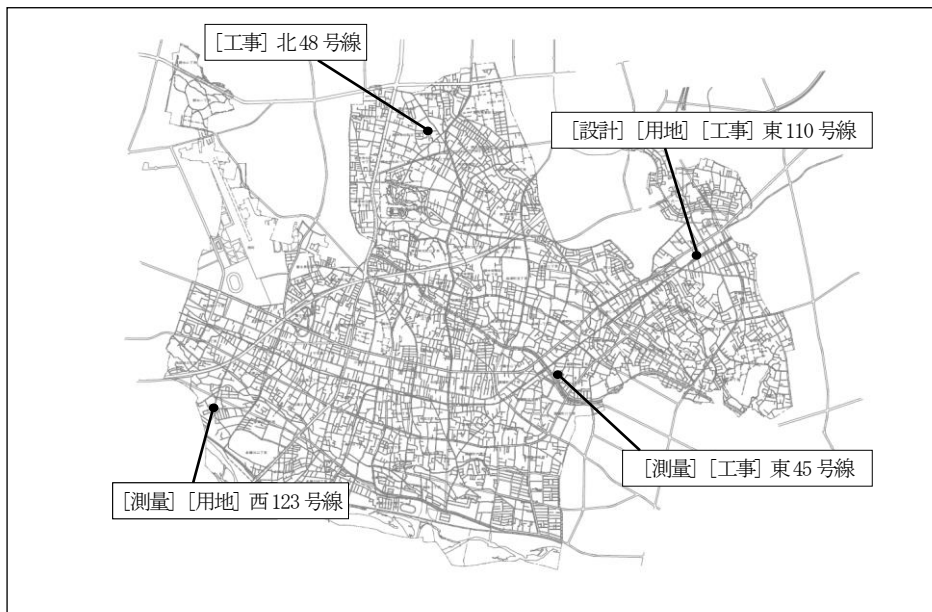 [工事] 北48号線
[設計] [用地] [工事] 東110号線
[測量] [工事] 東45号線
[測量] [用地] 西123号線